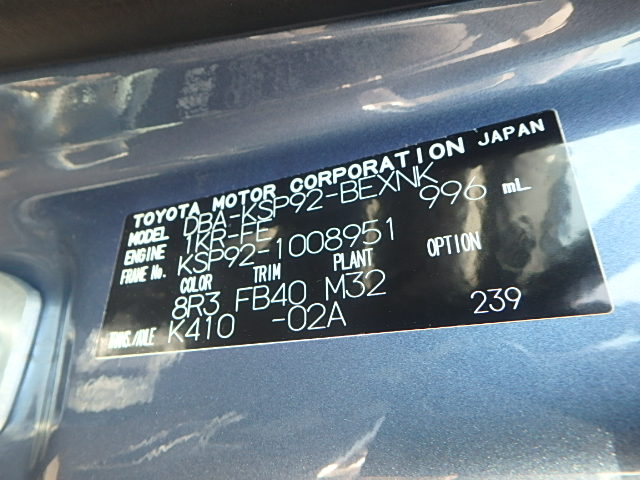 TOYOTA MOTOR CORPORATION JAPAN
MODEL DBA-KSP92-BEXNK
ENGINE 1KR-FE 996 mL
FRAME No. KSP92-1008951
COLOR TRIM PLANT OPTION
8R3 FB40 M32
TRANS./AXLE K410 -02A 239